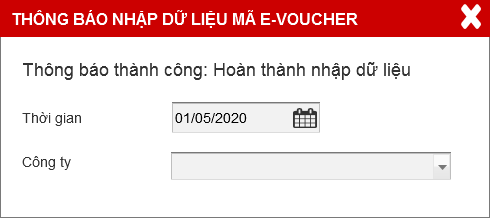 THÔNG BÁO NHẬP DỮ LIỆU MÃ E-VOUCHER
Thông báo thành công: Hoàn thành nhập dữ liệu
Thời gian 01/05/2020
Công ty